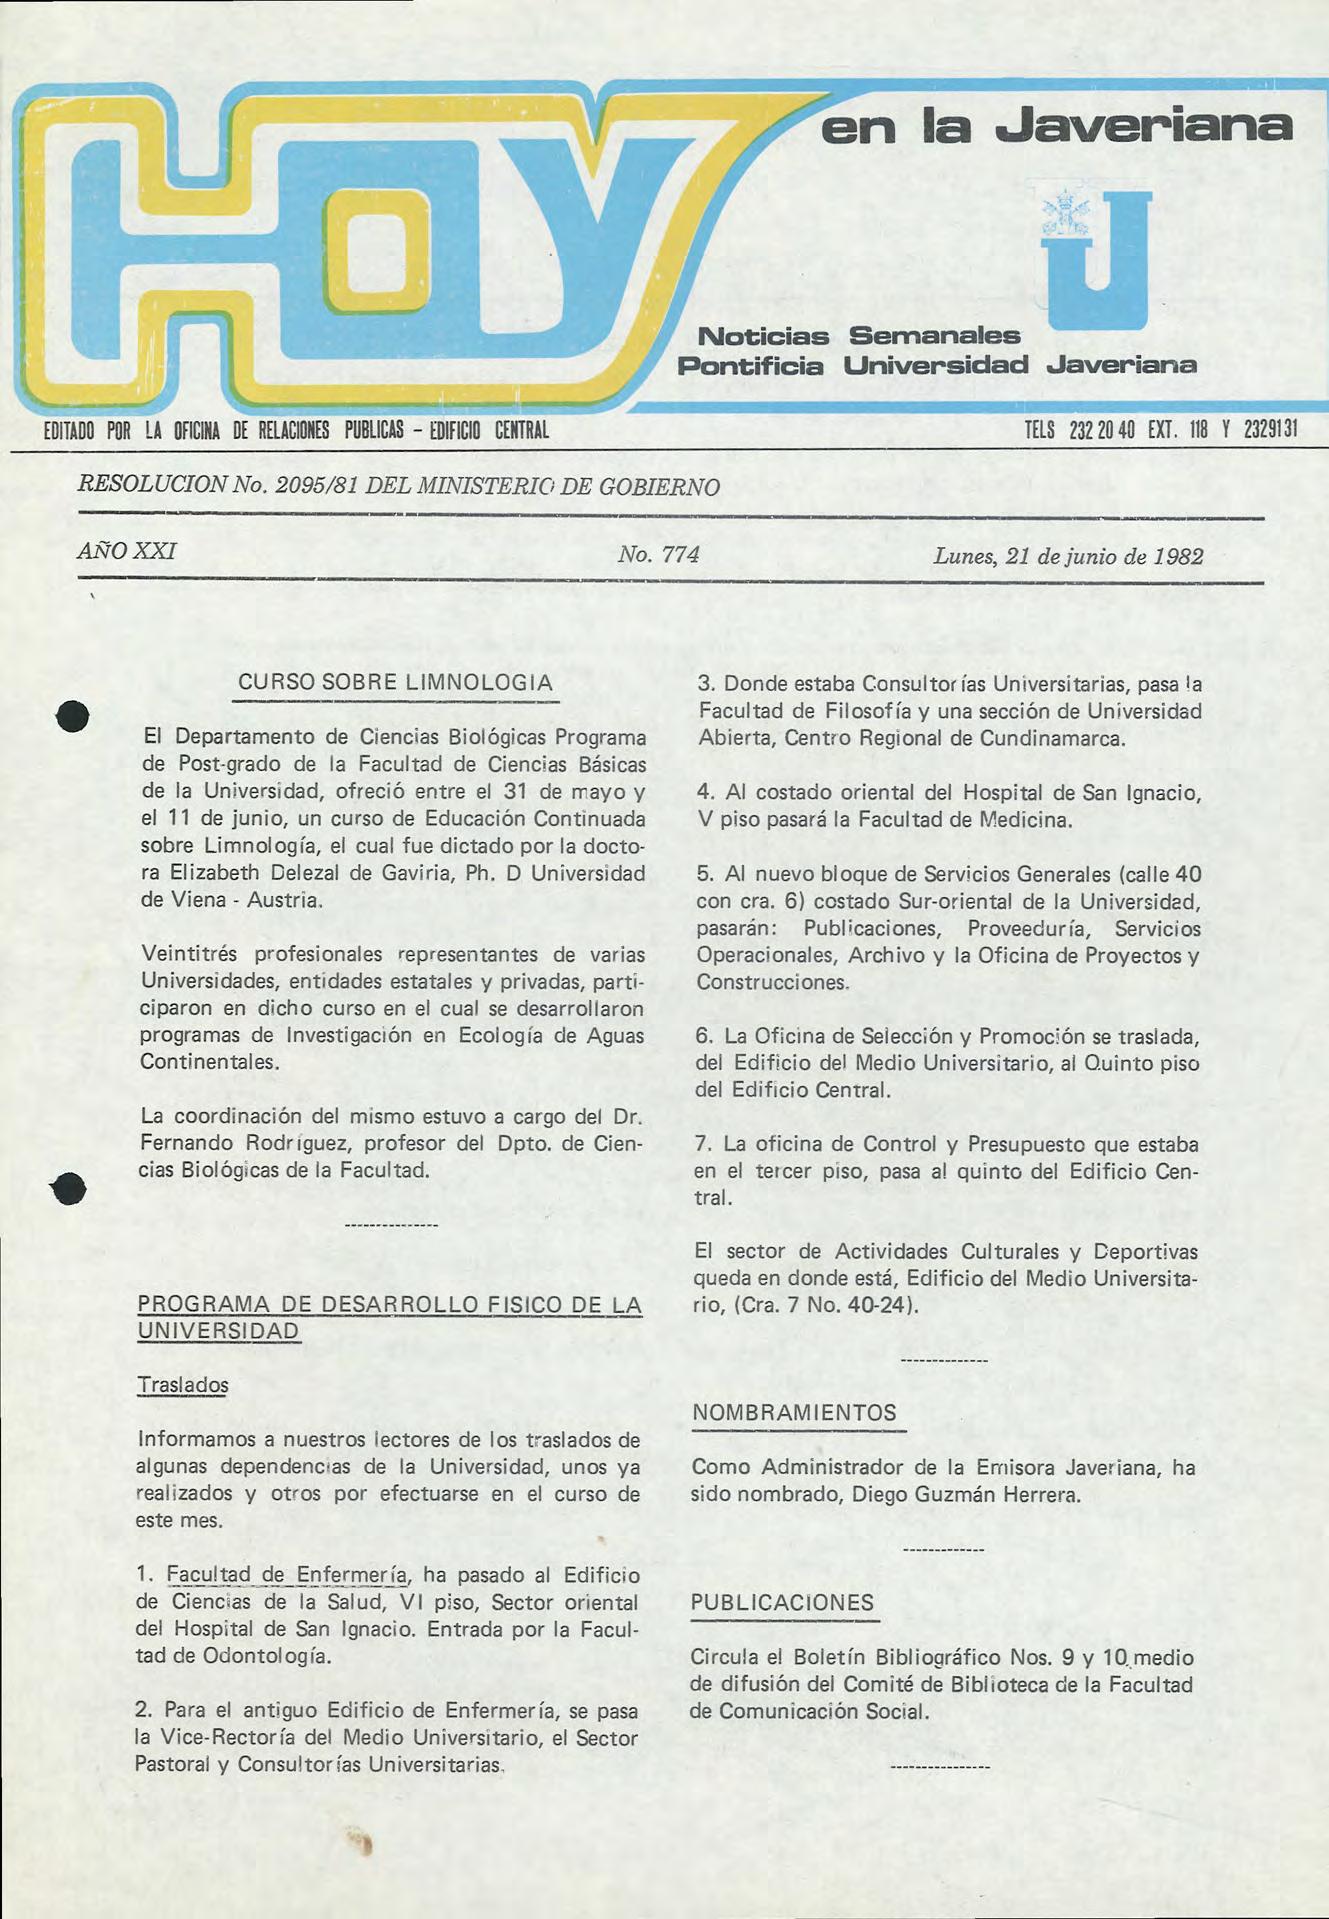 HOY
en la Javeriana
Noticias Semanales
Pontificia Universidad Javeriana
EDITADO POR LA OFICINA DE RELACIONES PUBLICAS - EDIFICIO CENTRAL
TELS 232 20 40 EXT. 118 Y 2329131
RESOLUCION No. 2095/81 DEL MINISTERIO DE GOBIERNO
AÑO XXI No. 774 Lunes, 21 de junio de 1982
CURSO SOBRE LIMNOLOGIA
El Departamento de Ciencias Biológicas Programa
de Post-grado de la Facultad de Ciencias Básicas
de la Universidad, ofreció entre el 31 de mayo y
el 11 de junio, un curso de Educación Continuada
sobre Limnología, el cual fue dictado por la docto-
ra Elizabeth Delezal de Gaviria, Ph. D Universidad
de Viena - Austria.
Veintitrés profesionales representantes de varias
Universidades, entidades estatales y privadas, parti-
ciparon en dicho curso en el cual se desarrollaron
programas de Investigación en Ecología de Aguas
Continentales.
La coordinación del mismo estuvo a cargo del Dr.
Fernando Rodríguez, profesor del Dpto. de Cien-
cias Biológicas de la Facultad.
---------------
PROGRAMA DE DESARROLLO FISICO DE LA
UNIVERSIDAD
Traslados
Informamos a nuestros lectores de los traslados de
algunas dependencias de la Universidad, unos ya
realizados y otros por efectuarse en el curso de
este mes.
1. Facultad de Enfermería, ha pasado al Edificio
de Ciencias de la Salud, VI piso, Sector oriental
del Hospital de San Ignacio. Entrada por la Facul-
tad de Odontología.
2. Para el antiguo Edificio de Enfermería, se pasa
la Vice-Rectoría del Medio Universitario, el Sector
Pastoral y Consultorías Universitarias.
3. Donde estaba Consultorías Universitarias, pasa la
Facultad de Filosofía y una sección de Universidad
Abierta, Centro Regional de Cundinamarca.
4. Al costado oriental del Hospital de San Ignacio,
V piso pasará la Facultad de Medicina.
5. Al nuevo bloque de Servicios Generales (calle 40
con cra. 6) costado Sur-oriental de la Universidad,
pasarán: Publicaciones, Proveeduría, Servicios
Operacionales, Archivo y la Oficina de Proyectos y
Construcciones.
6. La Oficina de Selección y Promoción se traslada,
del Edificio del Medio Universitario, al Quinto piso
del Edificio Central.
7. La oficina de Control y Presupuesto que estaba
en el tercer piso, pasa al quinto del Edificio Cen-
tral.
El sector de Actividades Culturales y Deportivas
queda en donde está, Edificio del Medio Universita-
rio, (Cra. 7 No. 40-24).
--------------
NOMBRAMIENTOS
Como Administrador de la Emisora Javeriana, ha
sido nombrado, Diego Guzmán Herrera.
-------------
PUBLICACIONES
Circula el Boletín Bibliográfico Nos. 9 y 10, medio
de difusión del Comité de Biblioteca de la Facultad
de Comunicación Social.
----------------